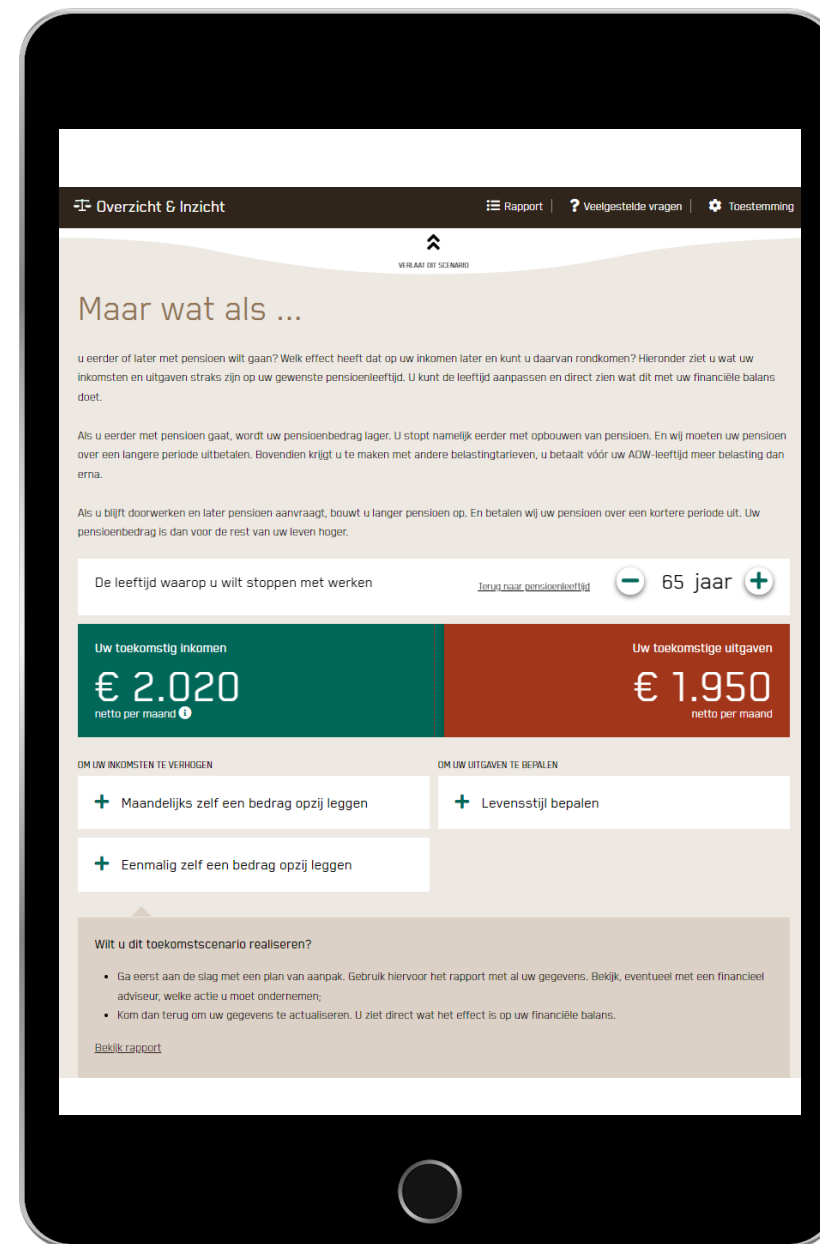 Overzicht & Inzicht
Rapport | ? Veelgestelde vragen | Toestemming
VERLAAT DIT SCENARIO
Maar wat als ...
u eerder of later met pensioen wilt gaan? Welk effect heeft dat op uw inkomen later en kunt u daarvan rondkomen? Hieronder ziet u wat uw
inkomsten en uitgaven straks zijn op uw gewenste pensioenleeftijd. U kunt de leeftijd aanpassen en direct zien wat dit met uw financiële balans
doet.
Als u eerder met pensioen gaat, wordt uw pensioenbedrag lager. U stopt namelijk eerder met opbouwen van pensioen. En wij moeten uw pensioen
over een langere periode uitbetalen. Bovendien krijgt u te maken met andere belastingtarieven, u betaalt vóór uw AOW-leeftijd meer belasting dan
erna.
Als u blijft doorwerken en later pensioen aanvraagt, bouwt u langer pensioen op. En betalen wij uw pensioen over een kortere periode uit. Uw
pensioenbedrag is dan voor de rest van uw leven hoger.
De leeftijd waarop u wilt stoppen met werken Terug naar pensioenleeftijd − 65 jaar +
Uw toekomstig inkomen Uw toekomstige uitgaven
€ 2.020 € 1.950
netto per maand netto per maand
OM UW INKOMSTEN TE VERHOGEN OM UW UITGAVEN TE BEPALEN
+ Maandelijks zelf een bedrag opzij leggen + Levensstijl bepalen
+ Eenmalig zelf een bedrag opzij leggen
Wilt u dit toekomstscenario realiseren?
• Ga eerst aan de slag met een plan van aanpak. Gebruik hiervoor het rapport met al uw gegevens. Bekijk, eventueel met een financieel
adviseur, welke actie u moet ondernemen;
• Kom dan terug om uw gegevens te actualiseren. U ziet direct wat het effect is op uw financiële balans.
Bekijk rapport